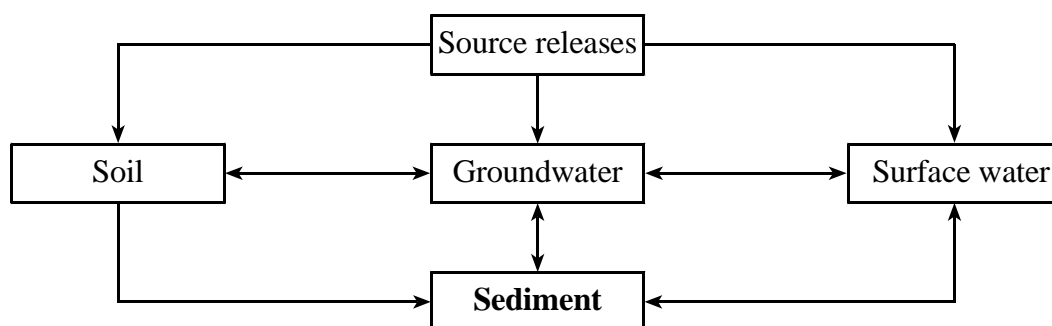 Source releases
Soil
Groundwater
Surface water
Sediment